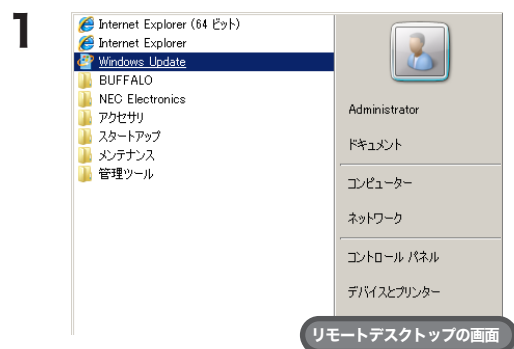 1
Internet Explorer (64 ビット)
Internet Explorer
Windows Update
BUFFALO
NEC Electronics
アクセサリ
スタートアップ
メンテナンス
管理ツール
Administrator
ドキュメント
コンピューター
ネットワーク
コントロール パネル
デバイスとプリンター
リモートデスクトップの画面